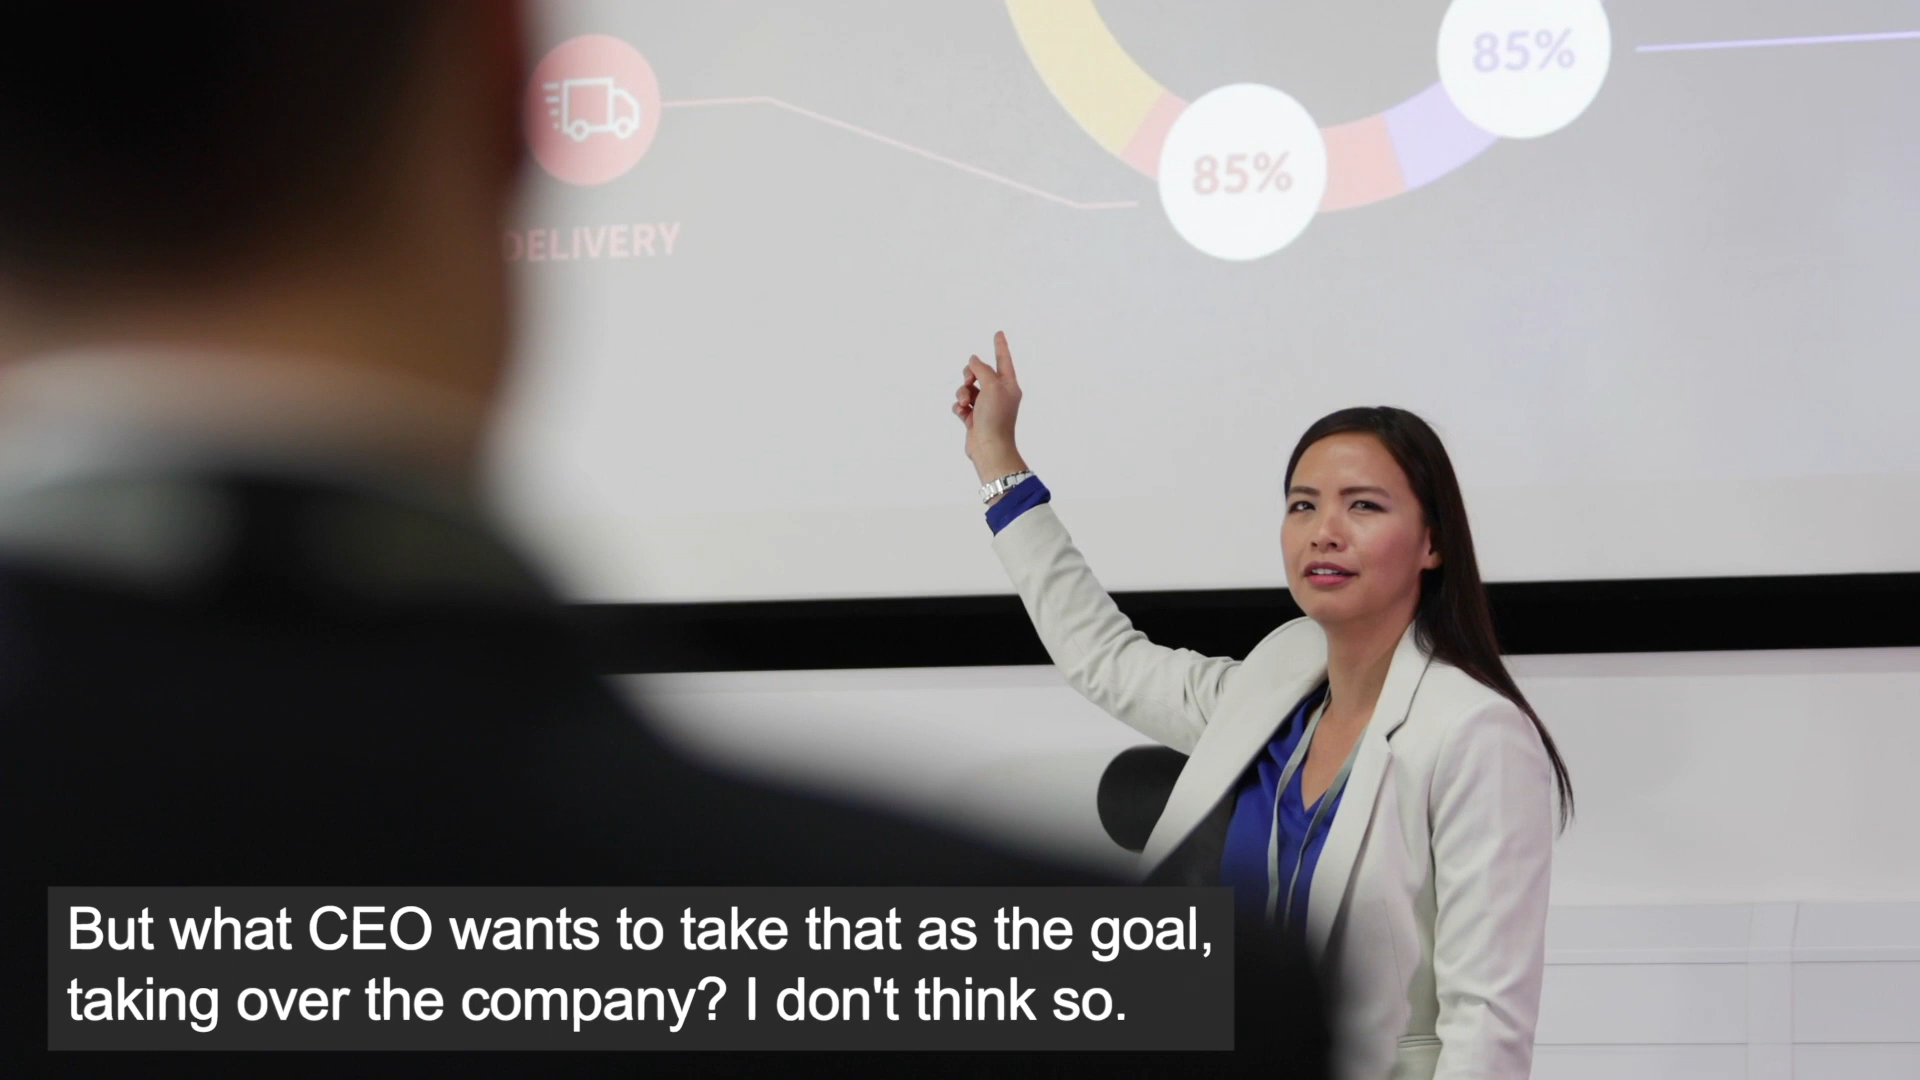 85%
85%
DELIVERY
But what CEO wants to take that as the goal,
taking over the company? I don't think so.